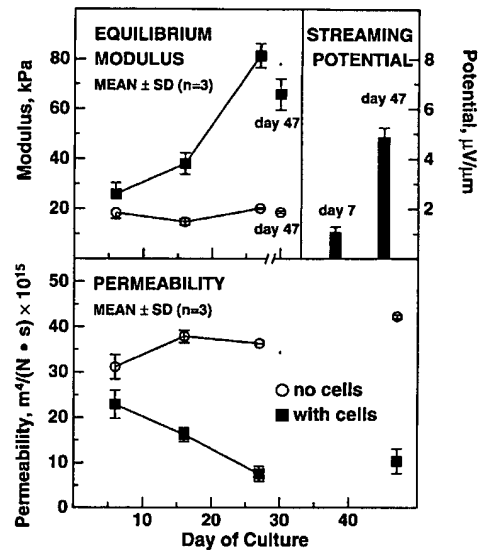 EQUILIBRIUM
MODULUS
MEAN ± SD (n=3)
STREAMING
POTENTIAL
Modulus, kPa
80
60
40
20
day 47
day 47
day 7
day 47
8
6
4
2
Potential, μV/μm
PERMEABILITY
MEAN ± SD (n=3)
Permeability, m⁴/(N • s) × 10¹⁵
50
40
30
20
10
0
no cells
with cells
10
20
30
40
Day of Culture